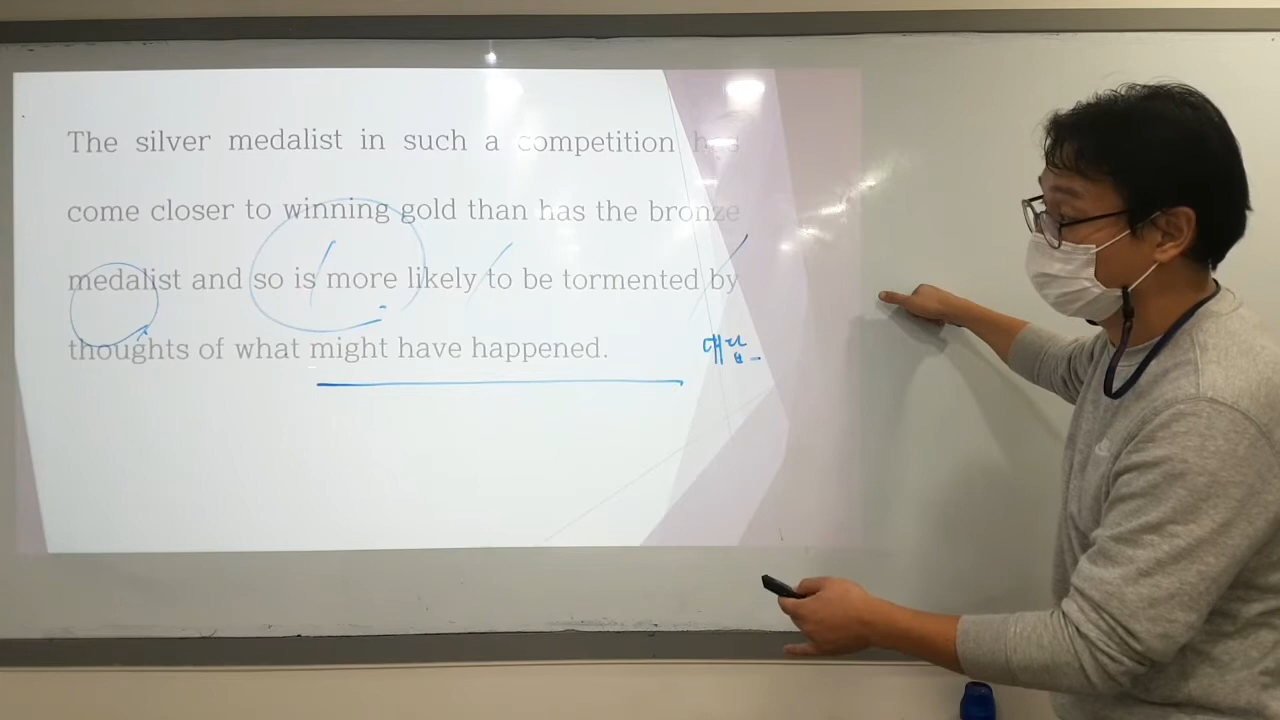 The silver medalist in such a competition has
come closer to winning gold than has the bronze
medalist and so is more likely to be tormented by
thoughts of what might have happened.